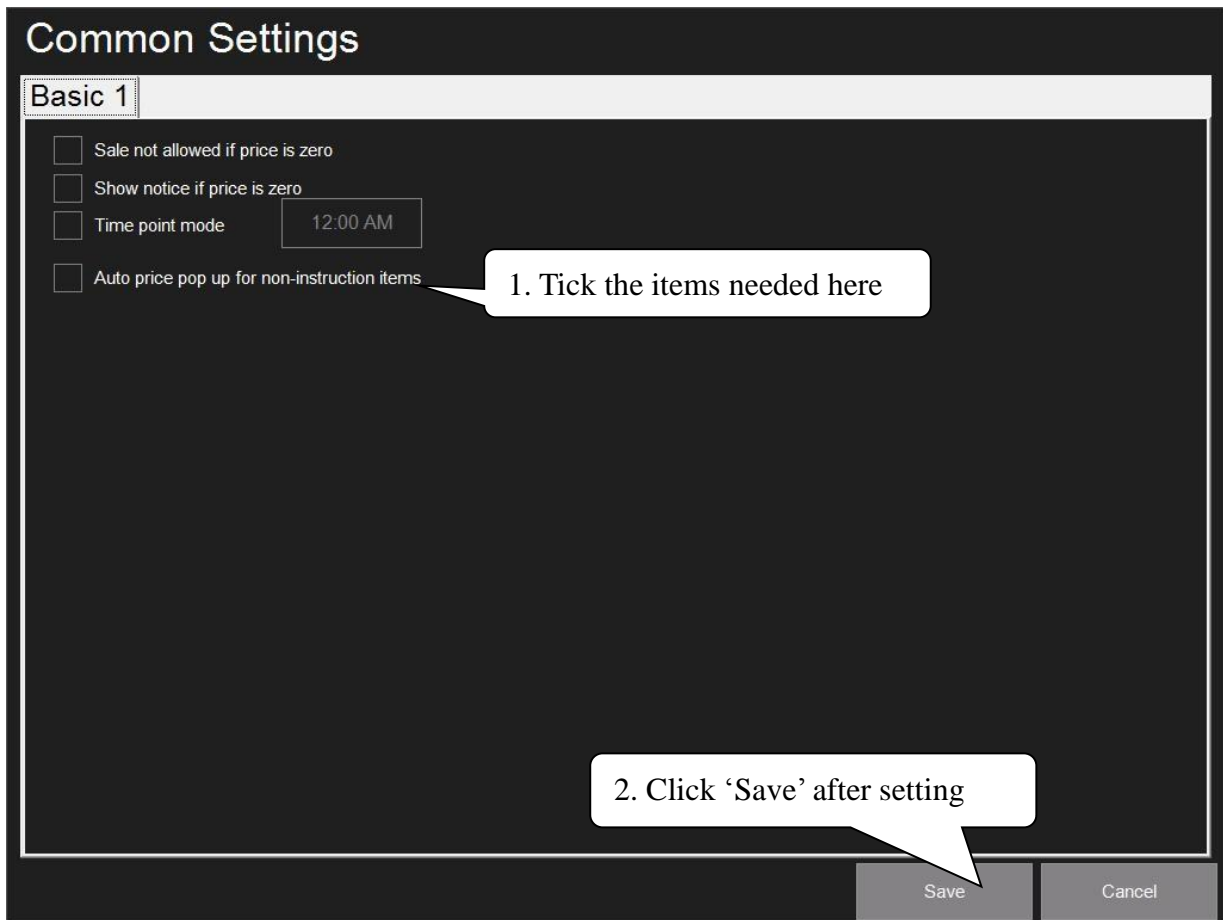 Common Settings
Basic 1
Sale not allowed if price is zero
Show notice if price is zero
Time point mode 12:00 AM
Auto price pop up for non-instruction items
1. Tick the items needed here
2. Click ‘Save’ after setting
Save Cancel